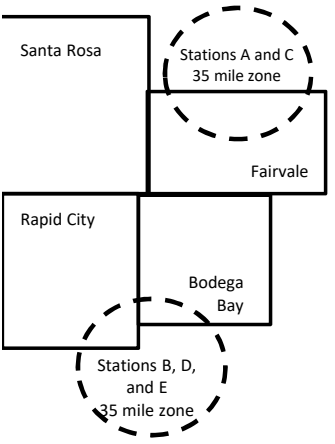 Santa Rosa
Stations A and C
35 mile zone
Fairvale
Rapid City
Bodega
Bay
Stations B, D,
and E
35 mile zone